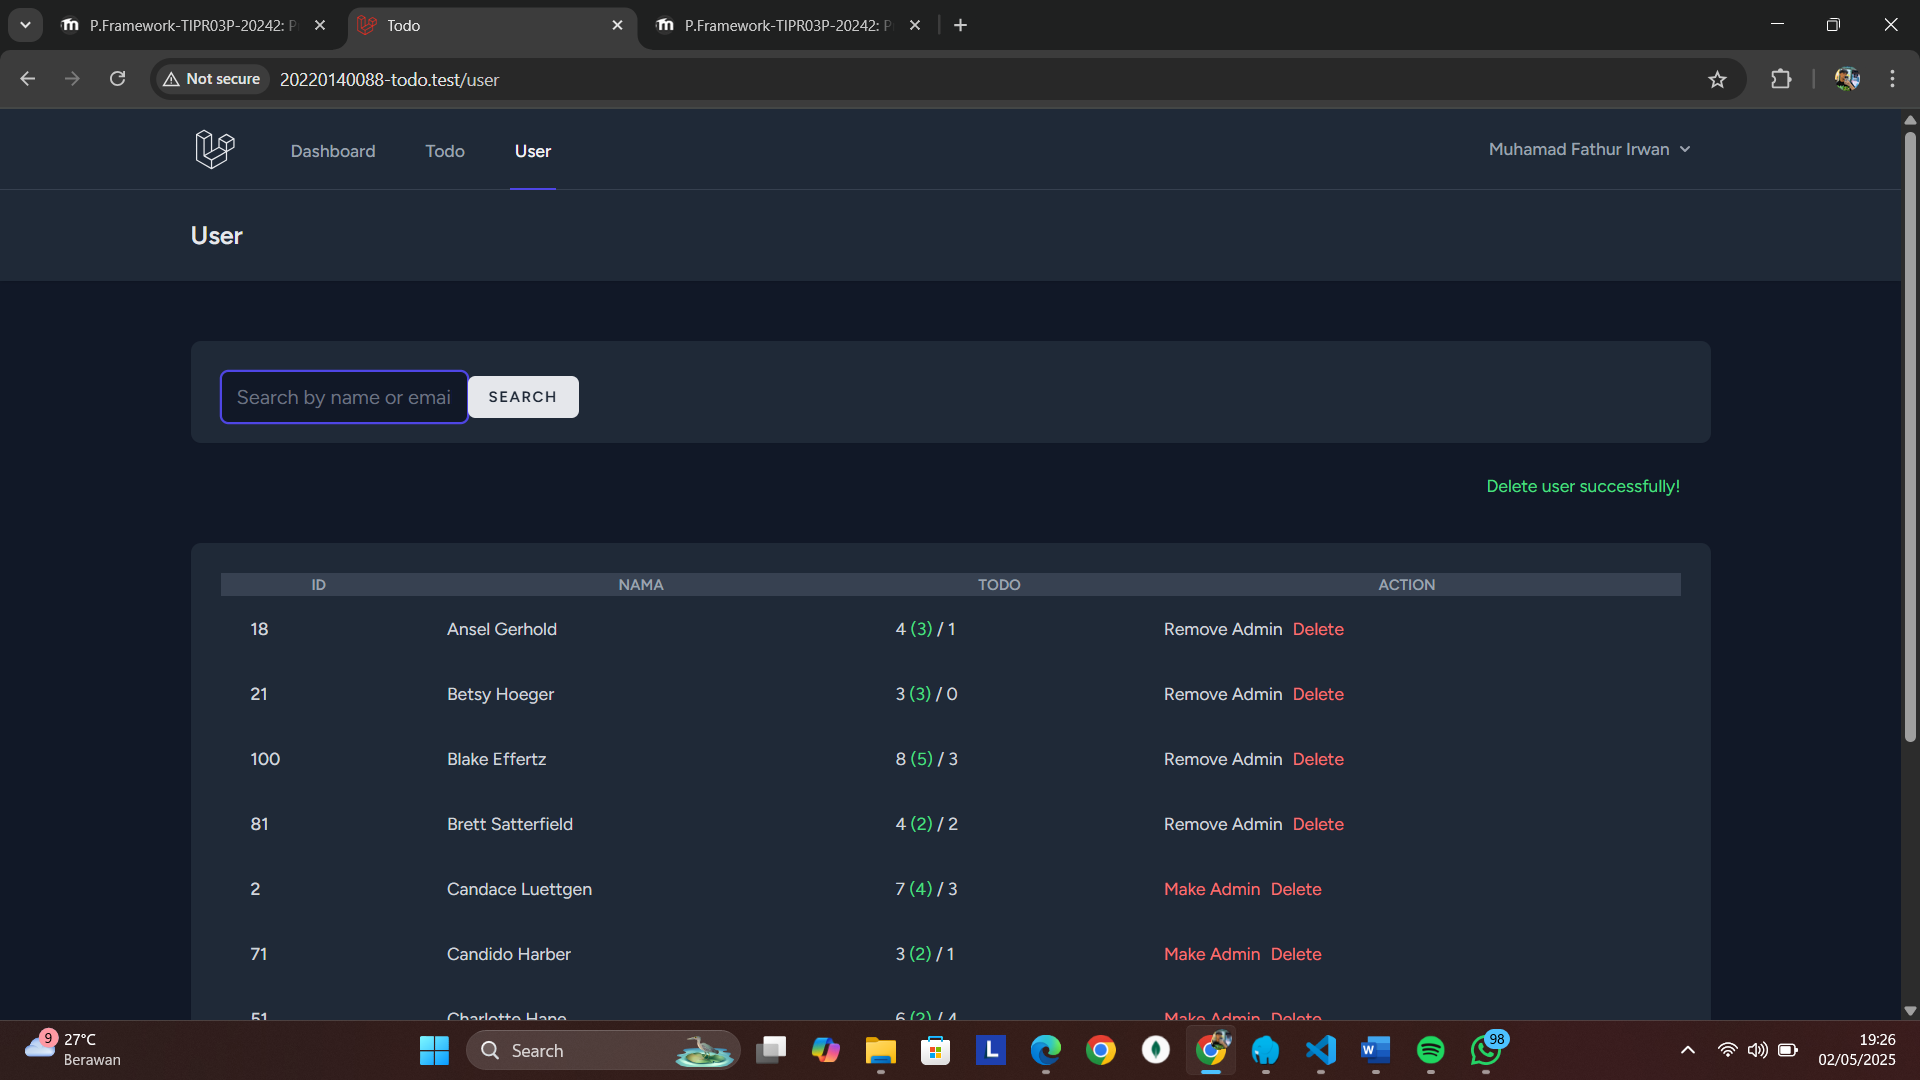 P.Framework-TIPR03P-20242: P
Todo
P.Framework-TIPR03P-20242: P
Not secure
20220140088-todo.test/user
Dashboard
Todo
User
Muhamad Fathur Irwan
User
Search by name or emai
SEARCH
Delete user successfully!
ID NAMA TODO ACTION
18 Ansel Gerhold 4 (3) / 1 Remove Admin Delete
21 Betsy Hoeger 3 (3) / 0 Remove Admin Delete
100 Blake Effertz 8 (5) / 3 Remove Admin Delete
81 Brett Satterfield 4 (2) / 2 Remove Admin Delete
2 Candace Luettgen 7 (4) / 3 Make Admin Delete
71 Candido Harber 3 (2) / 1 Make Admin Delete
51 Charlotte Hane 6 (2) / 4 Make Admin Delete
9
27°C
Berawan
Search
L
W
98
19:26
02/05/2025